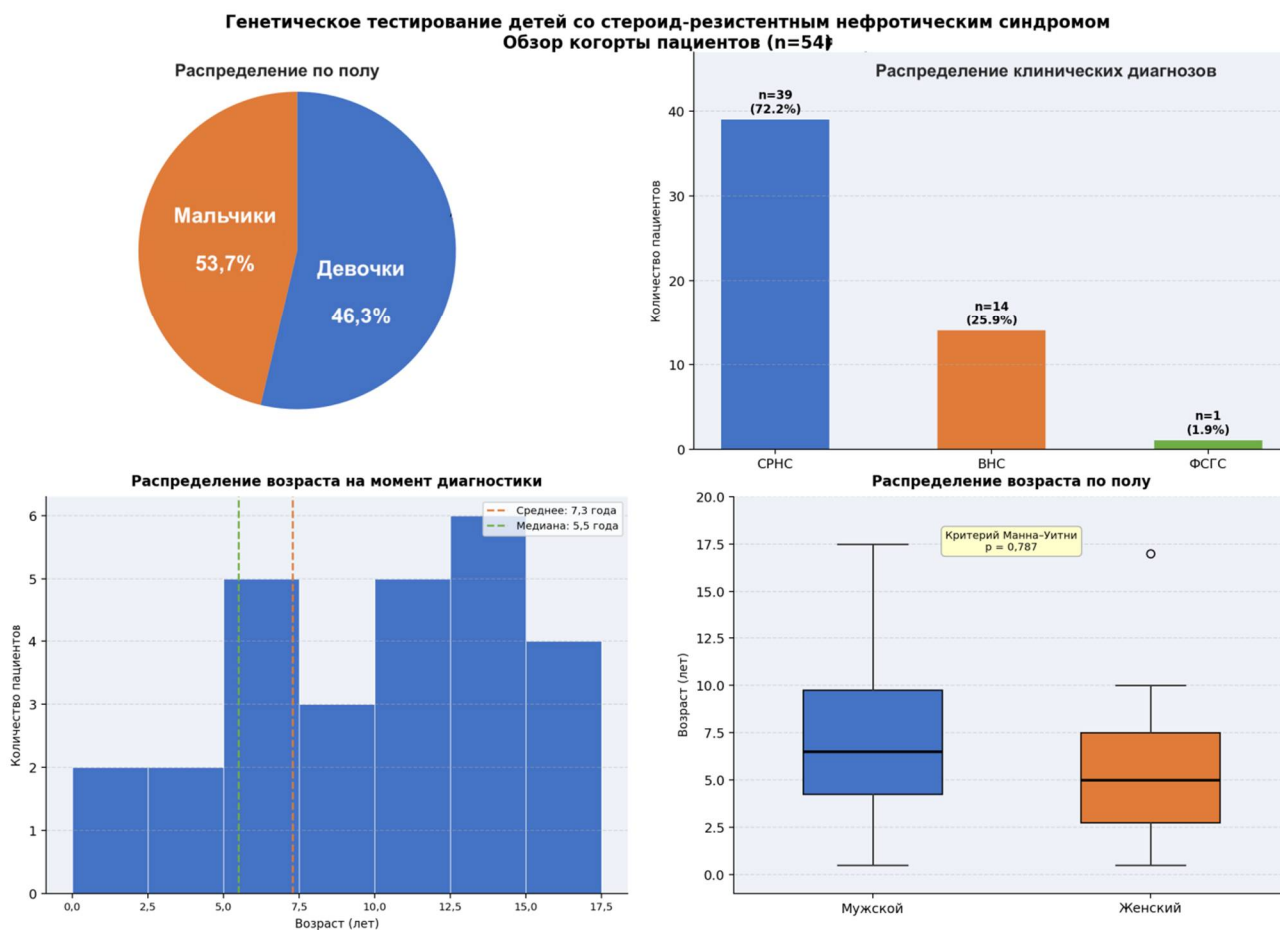 Генетическое тестирование детей со стероид-резистентным нефротическим синдромом
Обзор когорты пациентов (n=54)
Распределение по полу
Мальчики
53,7%
Девочки
46,3%
Распределение клинических диагнозов
Количество пациентов
40
30
20
10
0
n=39
(72.2%)
n=14
(25.9%)
n=1
(1.9%)
СРНС
ВНС
ФСГС
Распределение возраста на момент диагностики
Среднее: 7,3 года
Медиана: 5,5 года
Количество пациентов
6
5
4
3
2
1
0
0,0
2,5
5,0
7,5
10,0
12,5
15,0
17,5
Возраст (лет)
Распределение возраста по полу
Критерий Манна–Уитни
p = 0,787
Возраст (лет)
20.0
17.5
15.0
12.5
10.0
7.5
5.0
2.5
0.0
Мужской
Женский